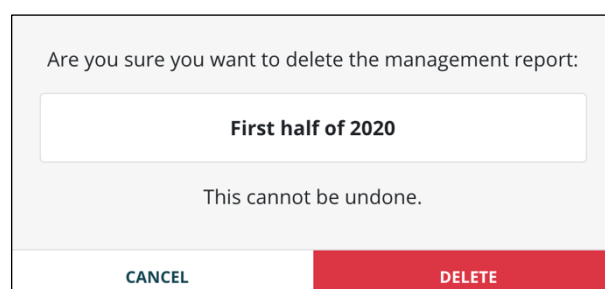 Are you sure you want to delete the management report:
First half of 2020
This cannot be undone.
CANCEL
DELETE